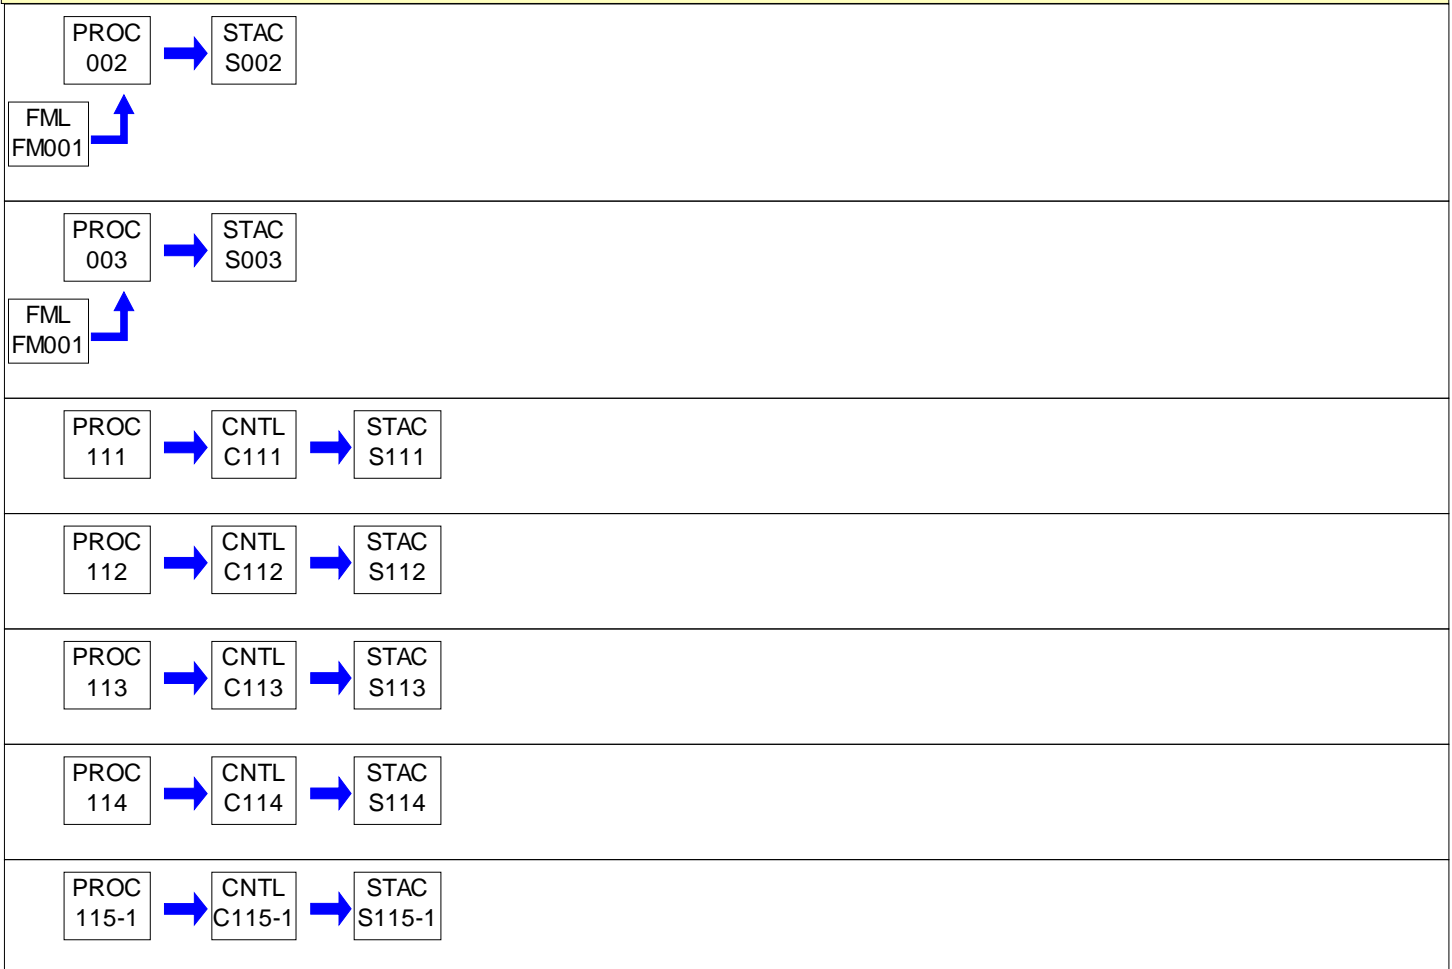 PROC
002
STAC
S002
FML
FM001
PROC
003
STAC
S003
FML
FM001
PROC
111
CNTL
C111
STAC
S111
PROC
112
CNTL
C112
STAC
S112
PROC
113
CNTL
C113
STAC
S113
PROC
114
CNTL
C114
STAC
S114
PROC
115-1
CNTL
C115-1
STAC
S115-1